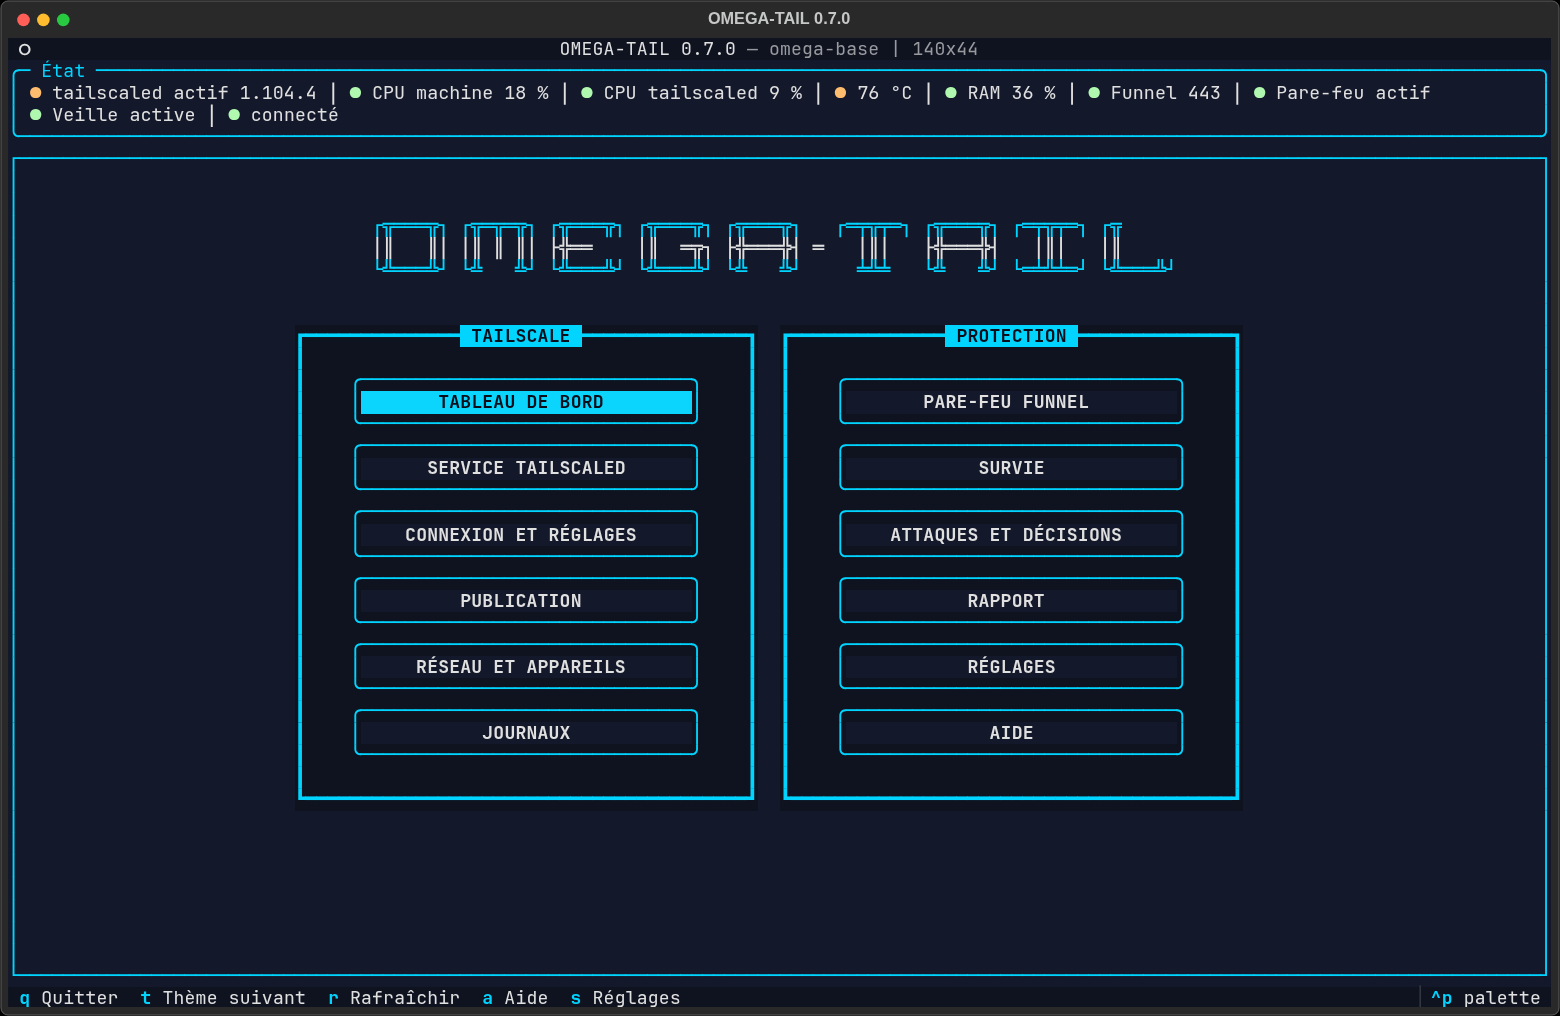 OMEGA-TAIL 0.7.0
OMEGA-TAIL 0.7.0 — omega-base | 140x44
État
tailscaled actif 1.104.4 | CPU machine 18 % | CPU tailscaled 9 % | 76 °C | RAM 36 % | Funnel 443 | Pare-feu actif
Veille active | connecté
OMEGA-TAIL
TAILSCALE
TABLEAU DE BORD
SERVICE TAILSCALED
CONNEXION ET RÉGLAGES
PUBLICATION
RÉSEAU ET APPAREILS
JOURNAUX
PROTECTION
PARE-FEU FUNNEL
SURVIE
ATTAQUES ET DÉCISIONS
RAPPORT
RÉGLAGES
AIDE
q Quitter t Thème suivant r Rafraîchir a Aide s Réglages ^p palette